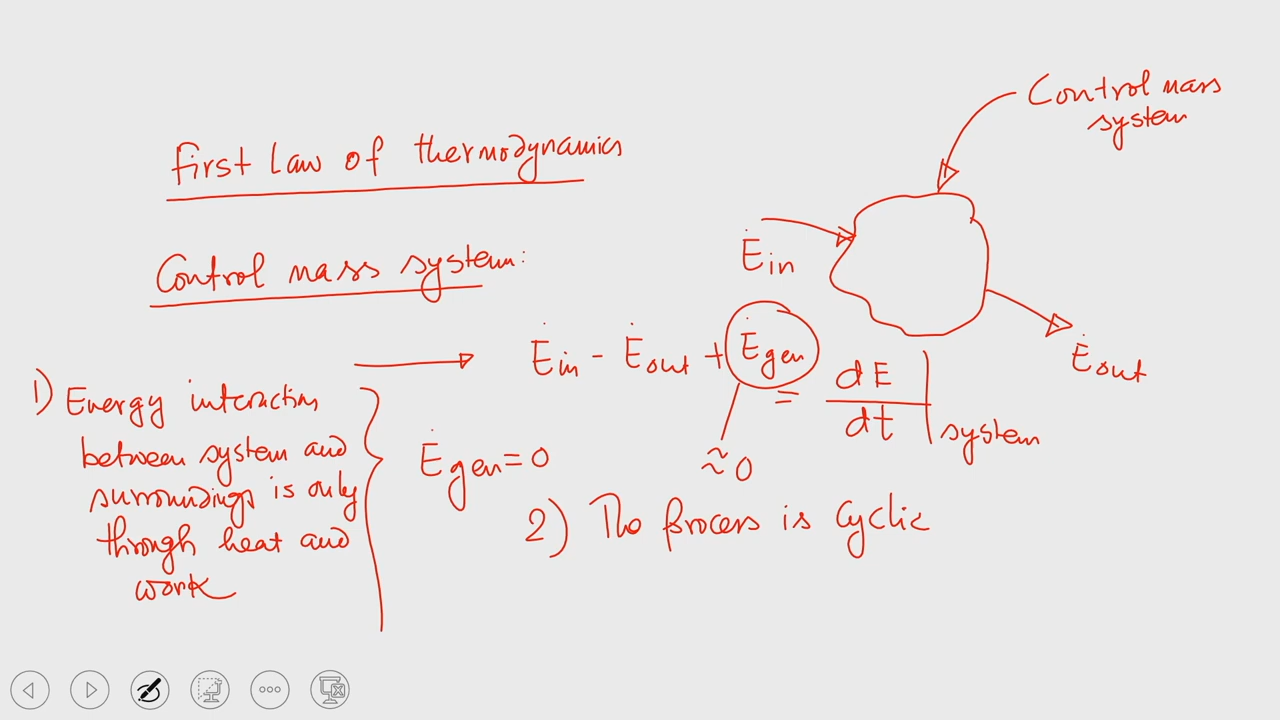 Control mass
system
First Law of thermodynamics
Control mass system:
Ėin
Ėin - Ėout + Ėgen = dE/dt | system
Ėout
1) Energy interaction
between system and
surroundings is only
through heat and
work
Ėgen = 0
≈ 0
2) The process is cyclic